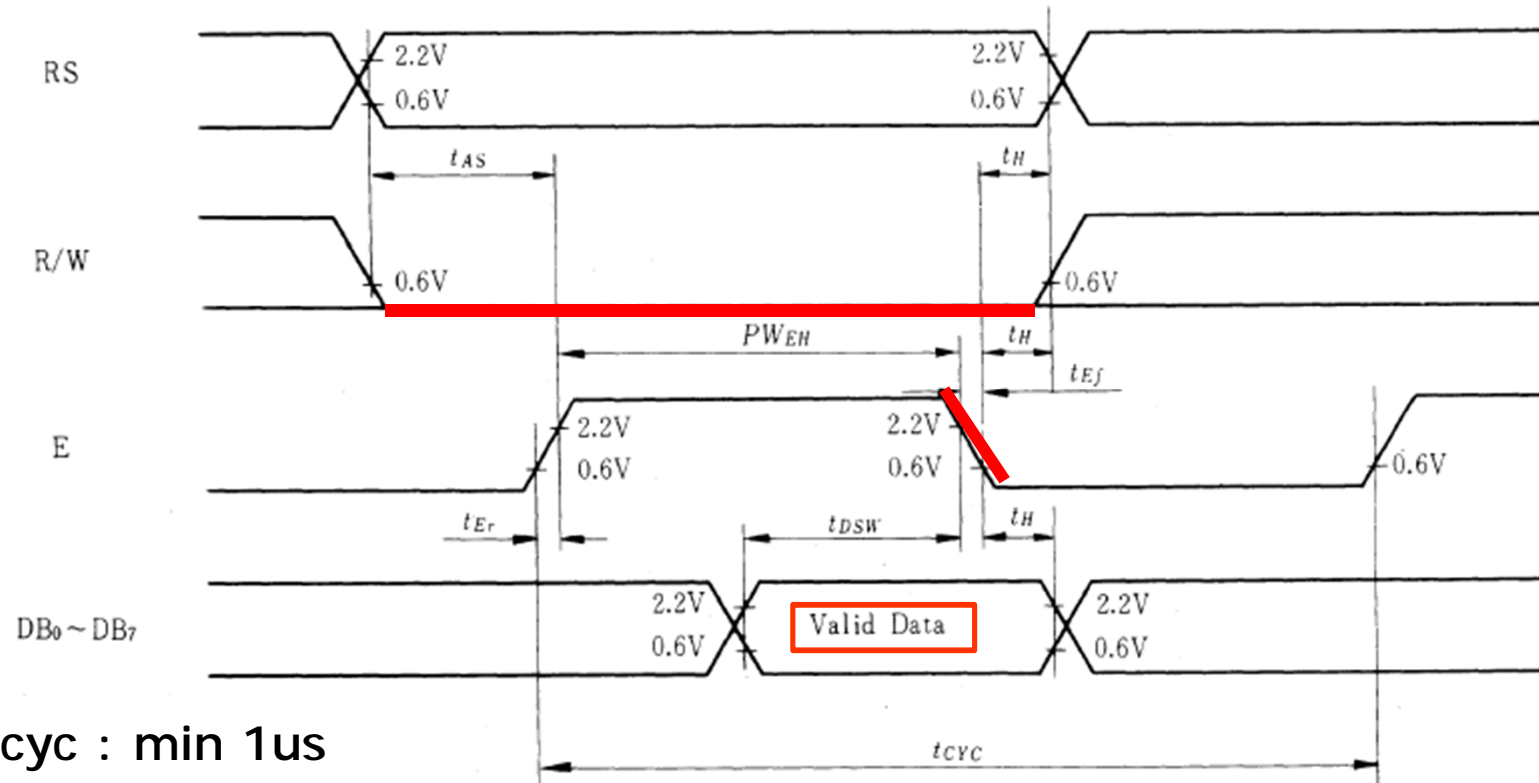 RS
2.2V
2.2V
0.6V
0.6V
tAS
tH
R/W
0.6V
0.6V
PWEH
tH
tEf
E
2.2V
2.2V
0.6V
0.6V
0.6V
tEr
tDSW
tH
DB0~DB7
2.2V
Valid Data
2.2V
0.6V
0.6V
cyc : min 1us
tCYC